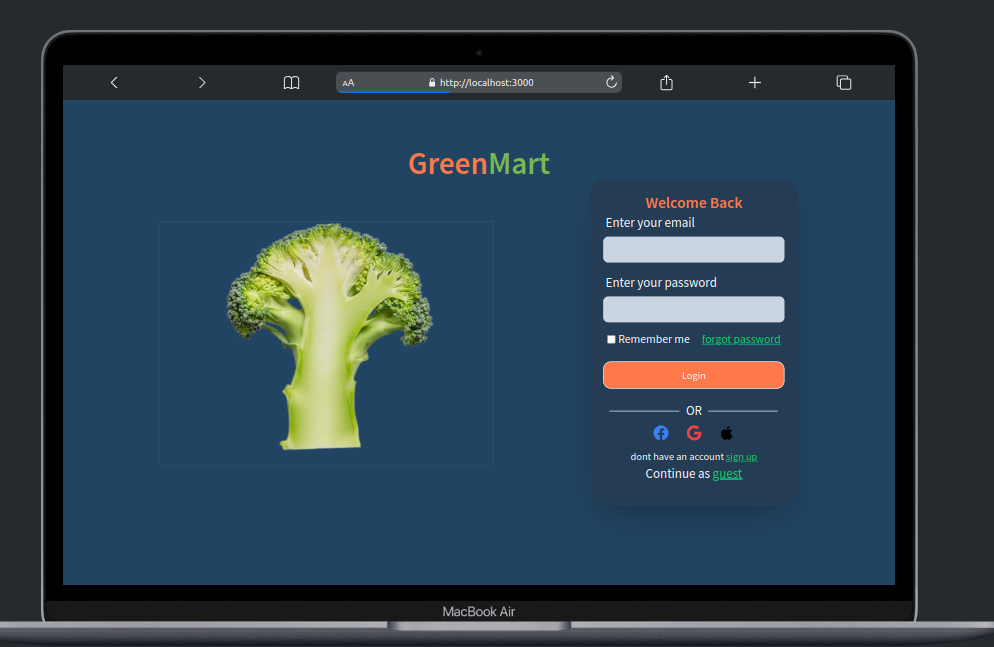 AA http://localhost:3000
GreenMart
Welcome Back
Enter your email
Enter your password
Remember me forgot password
Login
OR
dont have an account sign up
Continue as guest
MacBook Air